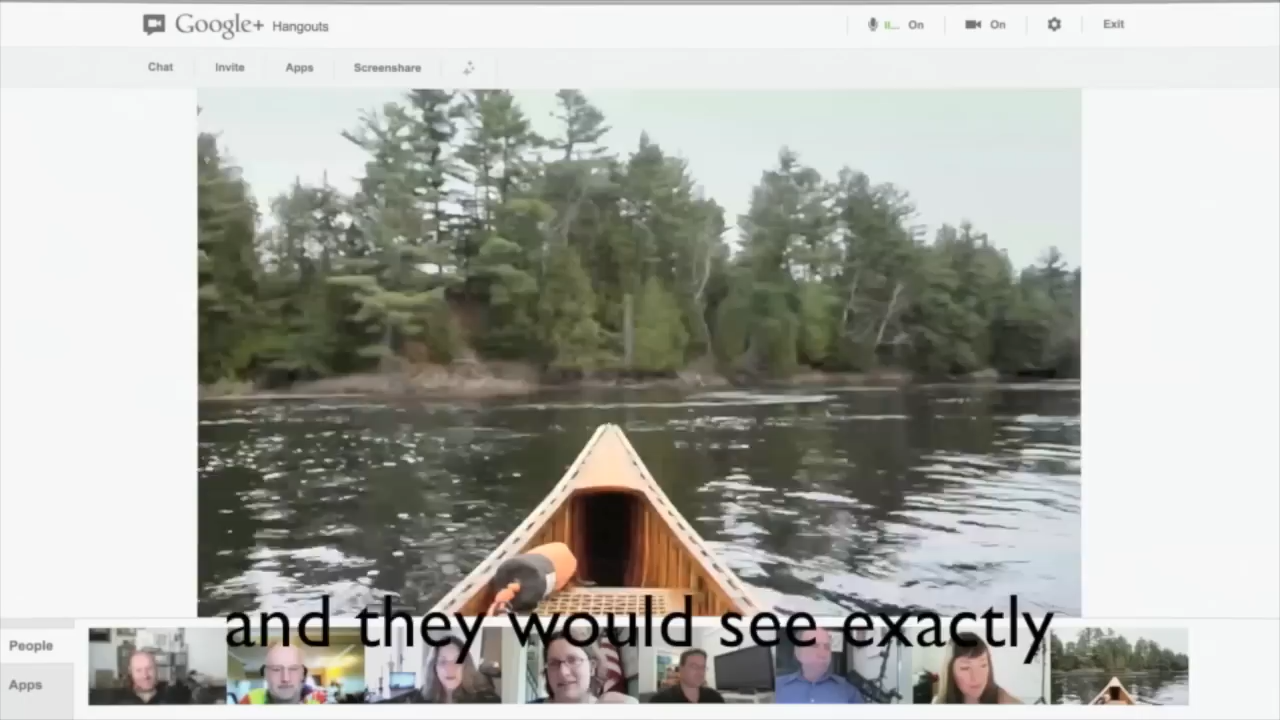 Google+ Hangouts
On
On
Exit
Chat
Invite
Apps
Screenshare
and they would see exactly
People
Apps